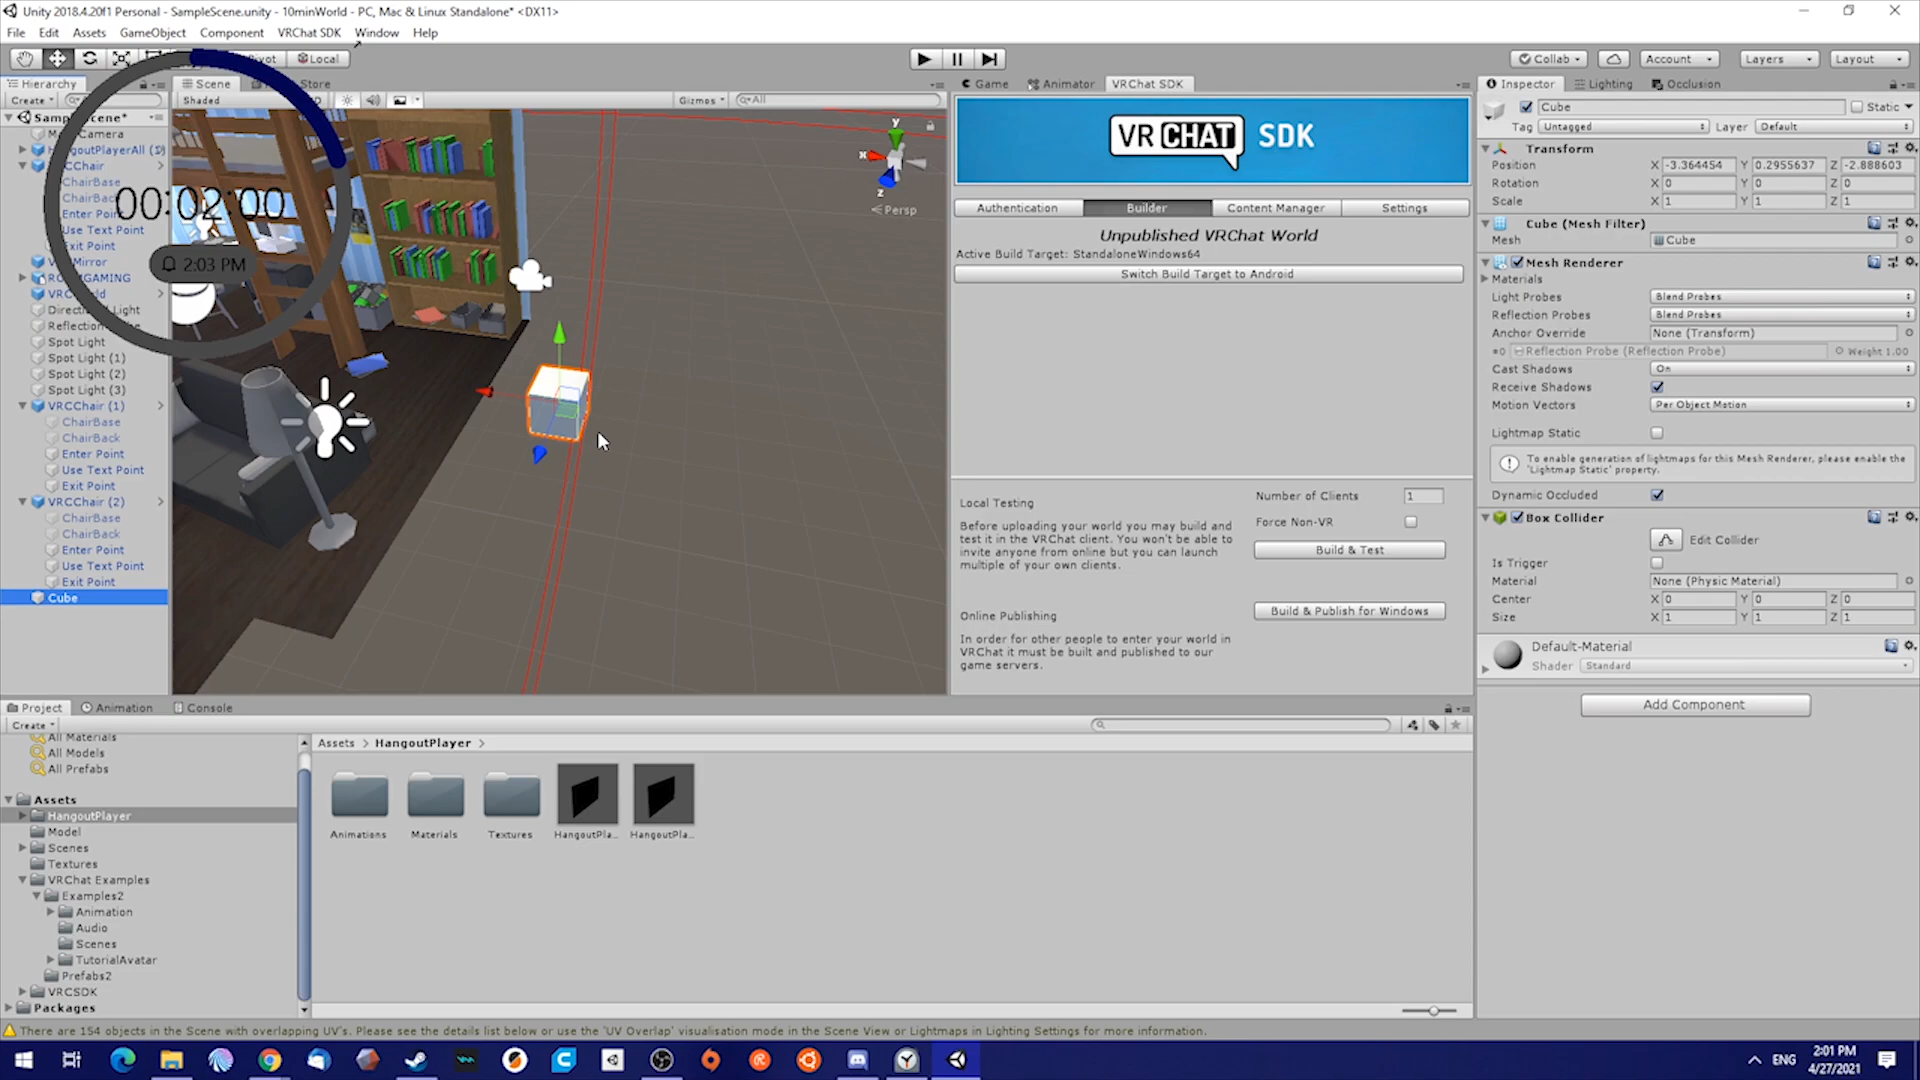 Unity 2018.4.20f1 Personal - SampleScene.unity - 10minWorld - PC, Mac & Linux Standalone* <DX11>
File Edit Assets GameObject Component VRChat SDK Window Help
Local
Collab
Account
Layers
Layout
Hierarchy
Create
Main Camera
HangoutPlayerAll (1)
ChairBase
Enter Point
Use Text Point
Exit Point
Directional Light
Spot Light
Spot Light (1)
Spot Light (2)
Spot Light (3)
VRCChair (1)
ChairBase
ChairBack
Enter Point
Use Text Point
Exit Point
VRCChair (2)
ChairBase
ChairBack
Enter Point
Use Text Point
Exit Point
Cube
00:02:00
2:03 PM
Scene
Store
Shaded
Gizmos
All
y
x
z
Persp
Game
Animator
VRChat SDK
VR CHAT SDK
Authentication
Builder
Content Manager
Settings
Unpublished VRChat World
Active Build Target: StandaloneWindows64
Switch Build Target to Android
Local Testing
Before uploading your world you may build and
test it in the VRChat client. You won't be able to
invite anyone from online but you can launch
multiple of your own clients.
Number of Clients 1
Force Non-VR
Build & Test
Online Publishing
In order for other people to enter your world in
VRChat it must be built and published to our
game servers.
Build & Publish for Windows
Inspector
Lighting
Occlusion
Cube
Static
Tag Untagged Layer Default
Transform
Position X -3.364454 Y 0.2955637 Z -2.888603
Rotation X 0 Y 0 Z 0
Scale X 1 Y 1 Z 1
Cube (Mesh Filter)
Mesh Cube
Mesh Renderer
Materials
Light Probes Blend Probes
Reflection Probes Blend Probes
Anchor Override None (Transform)
#0 Reflection Probe (Reflection Probe) Weight 1.00
Cast Shadows On
Receive Shadows
Motion Vectors Per Object Motion
Lightmap Static
To enable generation of lightmaps for this Mesh Renderer, please enable the
'Lightmap Static' property.
Dynamic Occluded
Box Collider
Edit Collider
Is Trigger
Material None (Physic Material)
Center X 0 Y 0 Z 0
Size X 1 Y 1 Z 1
Default-Material
Shader Standard
Add Component
Project
Animation
Console
Create
All Materials
All Models
All Prefabs
Assets
HangoutPlayer
Model
Scenes
Textures
VRChat Examples
Examples2
Animation
Audio
Scenes
TutorialAvatar
Prefabs2
VRCSDK
Packages
Assets > HangoutPlayer >
Animations
Materials
Textures
HangoutPla...
HangoutPla...
There are 154 objects in the Scene with overlapping UV's. Please see the details list below or use the 'UV Overlap' visualisation mode in the Scene View or Lightmaps in Lighting Settings for more information.
ENG
2:01 PM
4/27/2021